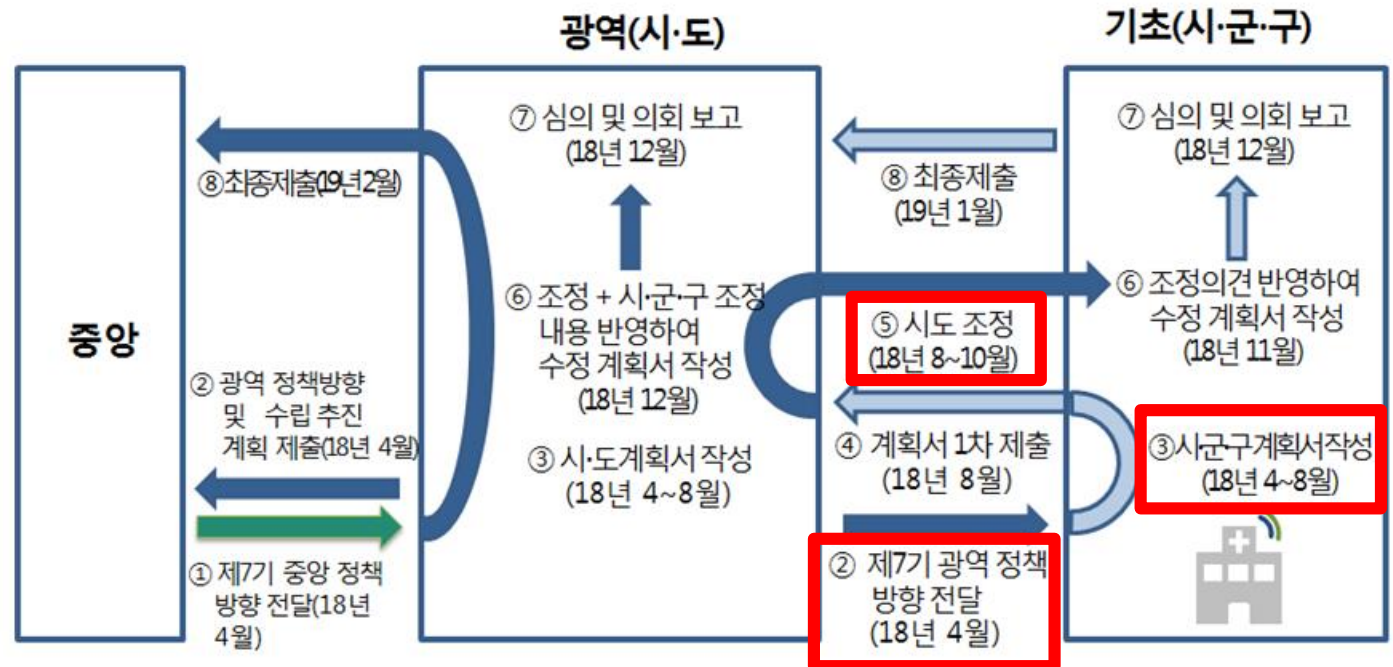 광역(시·도)
기초(시·군·구)
중앙
⑧최종제출(19년2월)
② 광역 정책방향
및 수립 추진
계획 제출(18년 4월)
① 제7기 중앙 정책
방향 전달(18년
4월)
⑦ 심의 및 의회 보고
(18년 12월)
⑥ 조정 + 시·군·구 조정
내용 반영하여
수정 계획서 작성
(18년 12월)
③ 시·도계획서 작성
(18년 4~8월)
⑧ 최종제출
(19년 1월)
⑤ 시도 조정
(18년 8~10월)
④ 계획서 1차 제출
(18년 8월)
② 제7기 광역 정책
방향 전달
(18년 4월)
⑦ 심의 및 의회 보고
(18년 12월)
⑥ 조정의견 반영하여
수정 계획서 작성
(18년 11월)
③시·군·구계획서작성
(18년 4~8월)